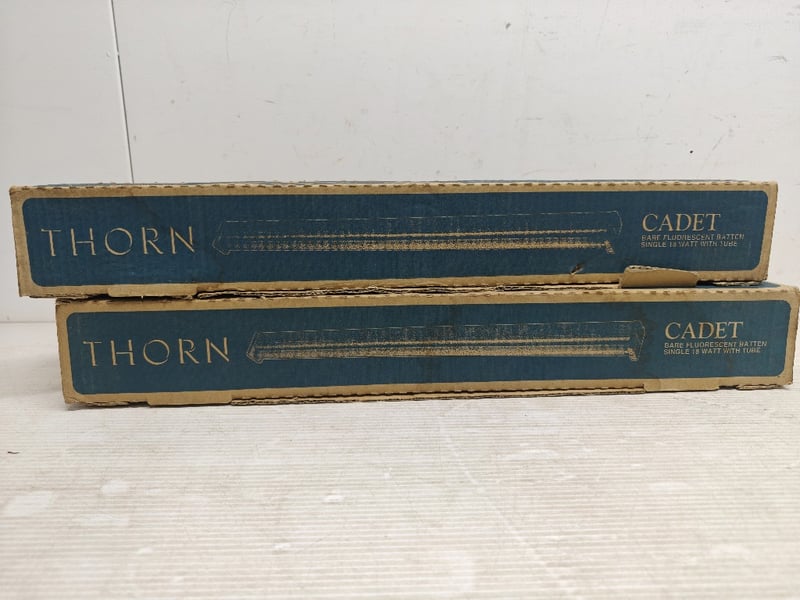 THORN
CADET
BARE FLUORESCENT BATTEN
SINGLE 18 WATT WITH TUBE
THORN
CADET
BARE FLUORESCENT BATTEN
SINGLE 18 WATT WITH TUBE